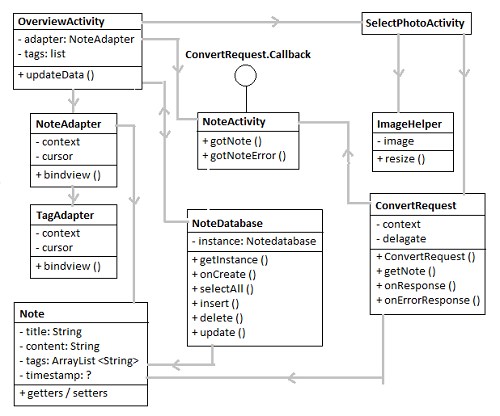 OverviewActivity
- adapter: NoteAdapter
- tags: list
+ updateData ()
SelectPhotoActivity
ConvertRequest.Callback
NoteAdapter
- context
- cursor
+ bindview ()
NoteActivity
+ gotNote ()
+ gotNoteError ()
ImageHelper
- image
+ resize ()
TagAdapter
- context
- cursor
+ bindview ()
NoteDatabase
- instance: Notedatabase
+ getInstance ()
+ onCreate ()
+ selectAll ()
+ insert ()
+ delete ()
+ update ()
ConvertRequest
- context
- delagate
+ ConvertRequest ()
+ getNote ()
+ onResponse ()
+ onErrorResponse ()
Note
- title: String
- content: String
- tags: ArrayList <String>
- timestamp: ?
+ getters / setters